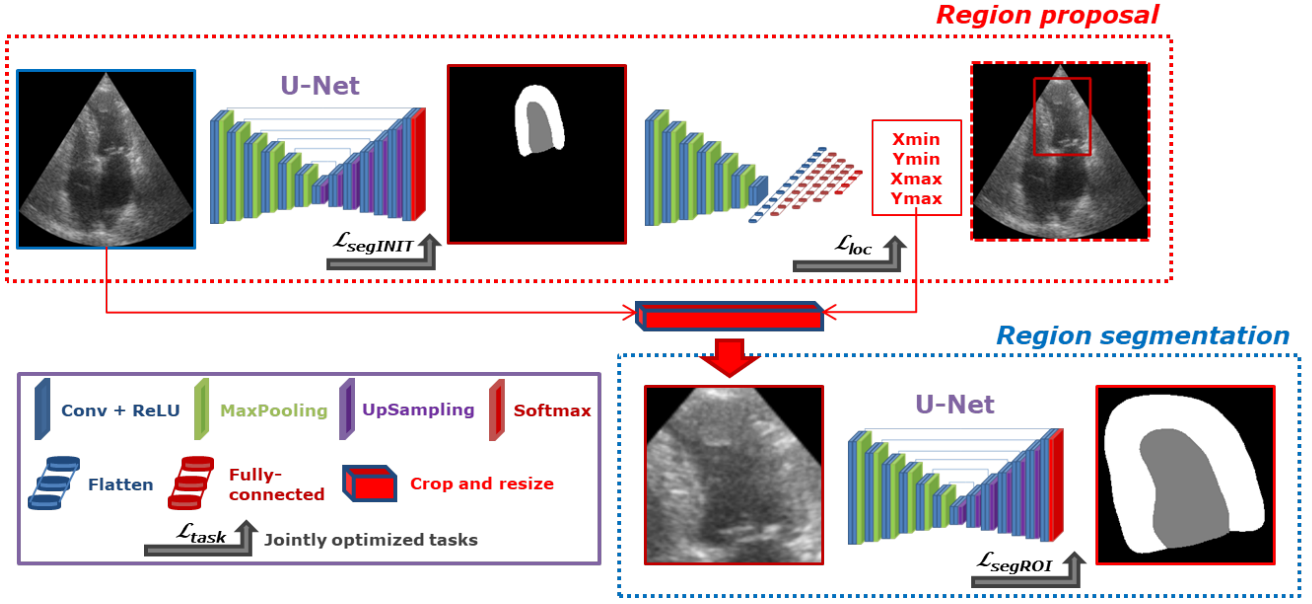 Region proposal
U-Net
Xmin
Ymin
Xmax
Ymax
ℒsegINIT
ℒloc
Region segmentation
Conv + ReLU
MaxPooling
UpSampling
Softmax
Flatten
Fully-
connected
Crop and resize
ℒtask
Jointly optimized tasks
U-Net
ℒsegROI